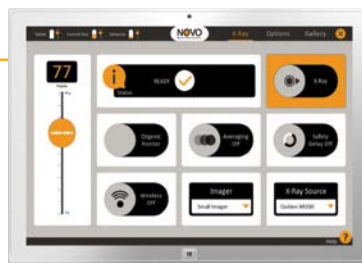 NOVO
X-Ray
Options
Gallery
77
READY
Status
X-Ray
Organic
Pointer
Averaging
Off
Safety
Delay Off
Wireless
OFF
Imager
Small Imager
X-Ray Source
Golden XR200
Help
?